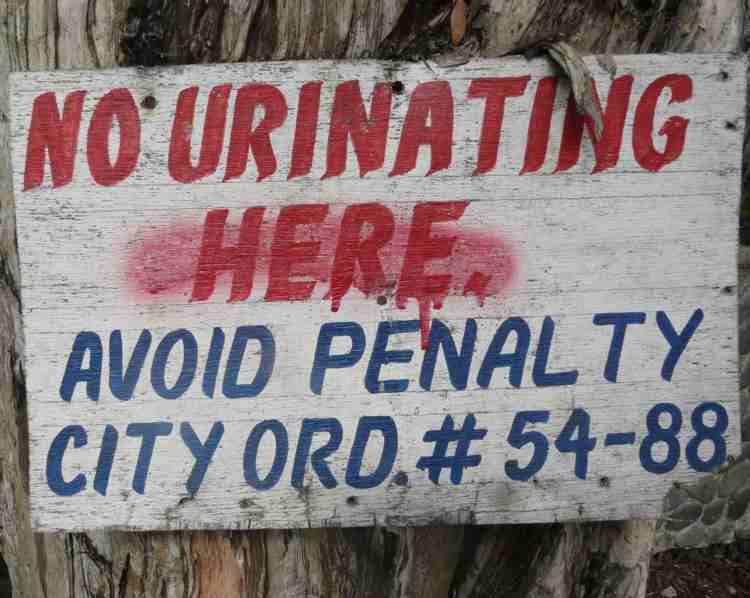 NO URINATING
HERE.
AVOID PENALTY
CITY ORD. # 54-88